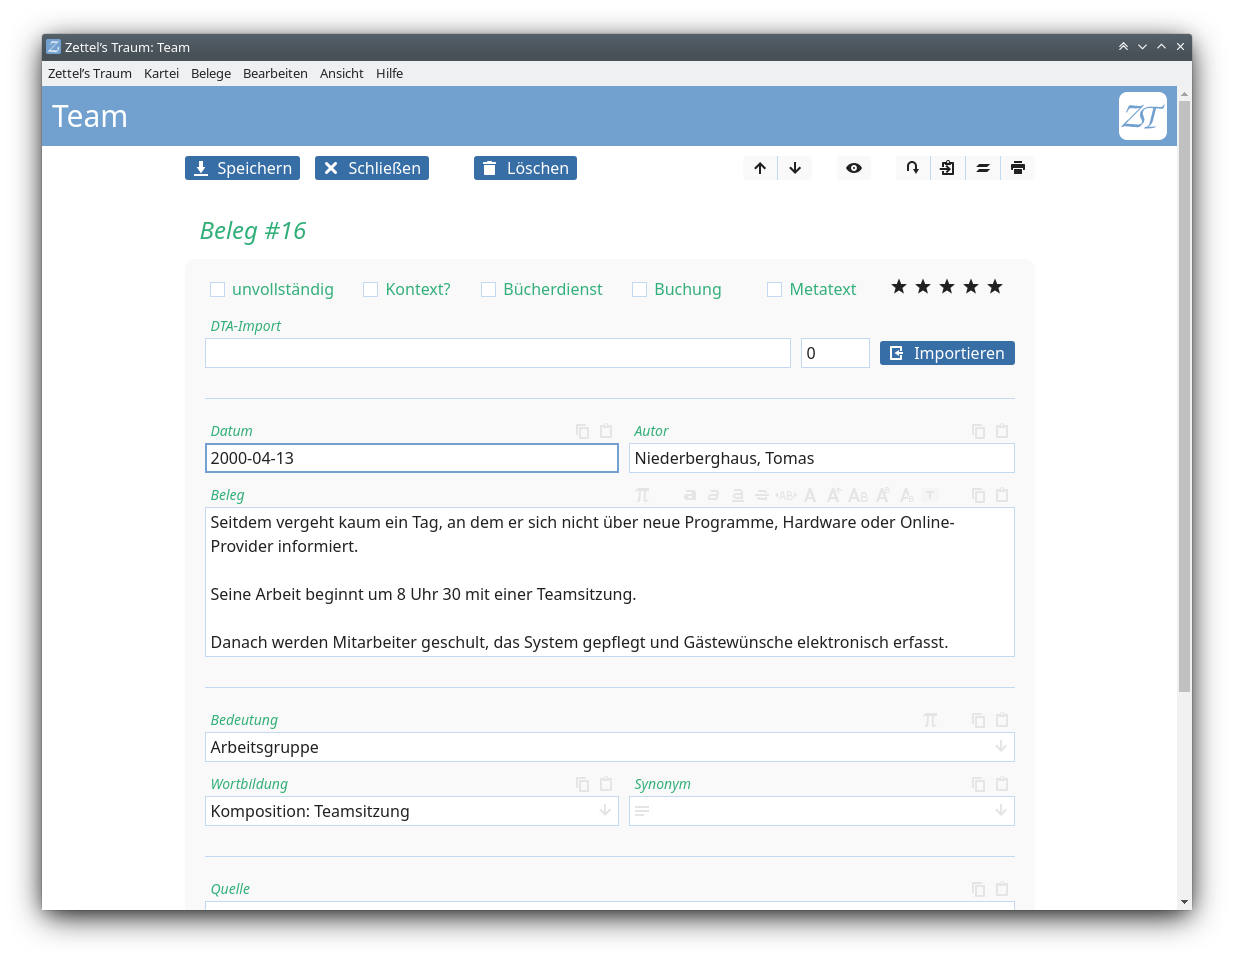 Zettel’s Traum: Team
Zettel’s Traum Kartei Belege Bearbeiten Ansicht Hilfe
Team
ZT
Speichern Schließen Löschen
Beleg #16
unvollständig Kontext? Bücherdienst Buchung Metatext
DTA-Import
0 Importieren
Datum Autor
2000-04-13 Niederberghaus, Tomas
Beleg
Seitdem vergeht kaum ein Tag, an dem er sich nicht über neue Programme, Hardware oder Online-
Provider informiert.
Seine Arbeit beginnt um 8 Uhr 30 mit einer Teamsitzung.
Danach werden Mitarbeiter geschult, das System gepflegt und Gästewünsche elektronisch erfasst.
Bedeutung
Arbeitsgruppe
Wortbildung Synonym
Komposition: Teamsitzung
Quelle